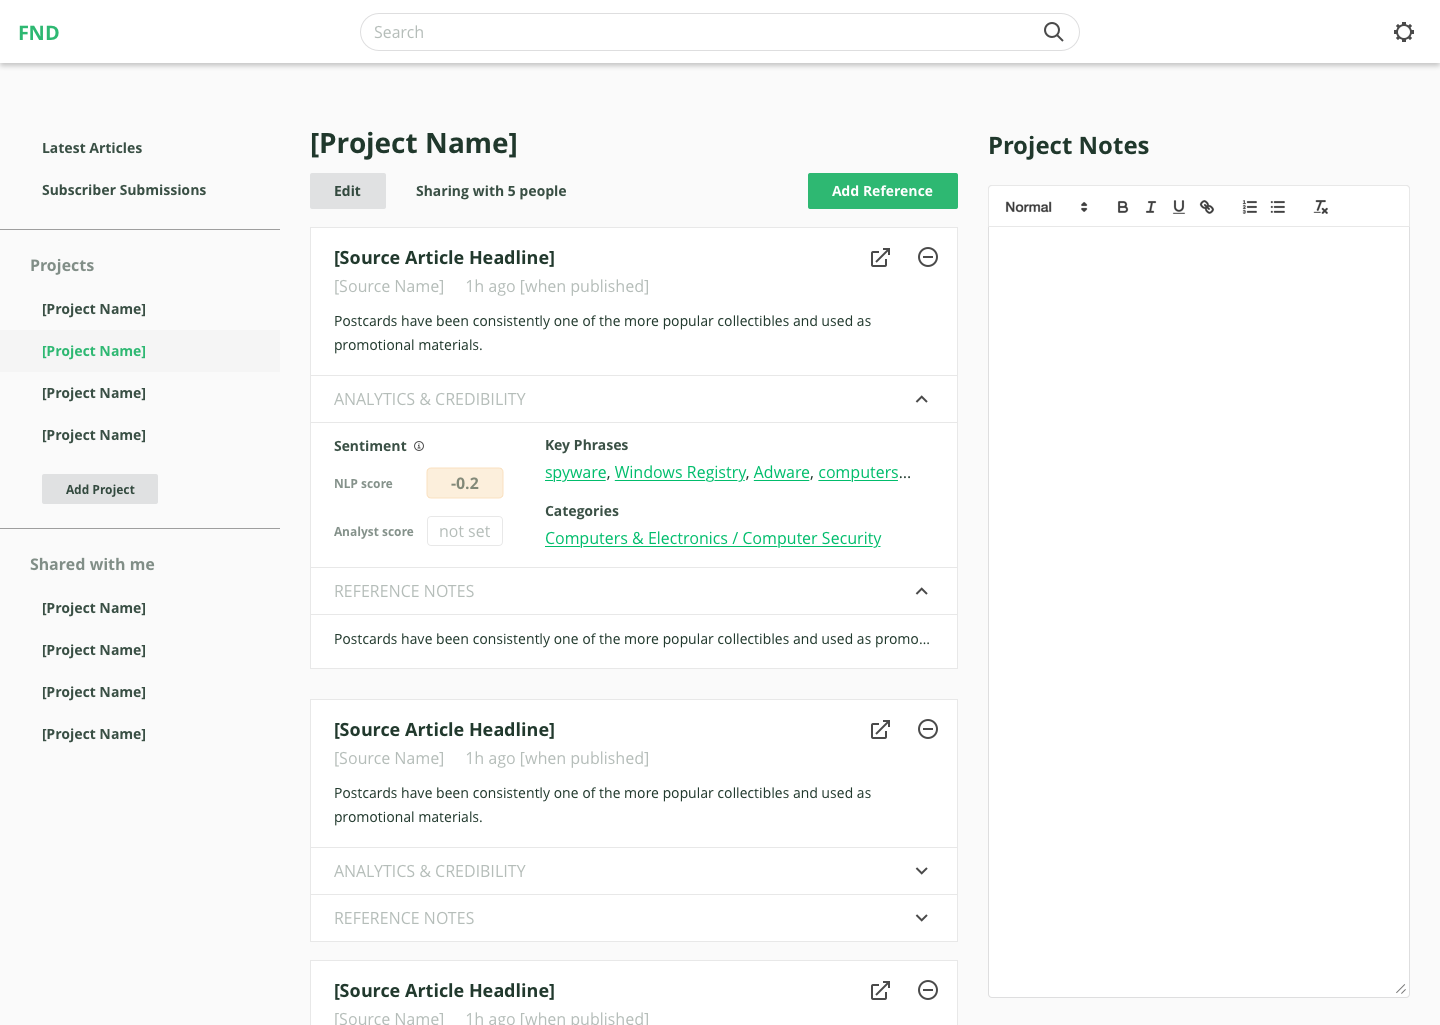 FND
Search
Latest Articles
Subscriber Submissions
Projects
[Project Name]
[Project Name]
[Project Name]
[Project Name]
Add Project
Shared with me
[Project Name]
[Project Name]
[Project Name]
[Project Name]
[Project Name]
Edit
Sharing with 5 people
Add Reference
[Source Article Headline]
[Source Name] 1h ago [when published]
Postcards have been consistently one of the more popular collectibles and used as
promotional materials.
ANALYTICS & CREDIBILITY
Sentiment
NLP score -0.2
Analyst score not set
Key Phrases
spyware, Windows Registry, Adware, computers...
Categories
Computers & Electronics / Computer Security
REFERENCE NOTES
Postcards have been consistently one of the more popular collectibles and used as promo...
[Source Article Headline]
[Source Name] 1h ago [when published]
Postcards have been consistently one of the more popular collectibles and used as
promotional materials.
ANALYTICS & CREDIBILITY
REFERENCE NOTES
[Source Article Headline]
[Source Name] 1h ago [when published]
Project Notes
Normal